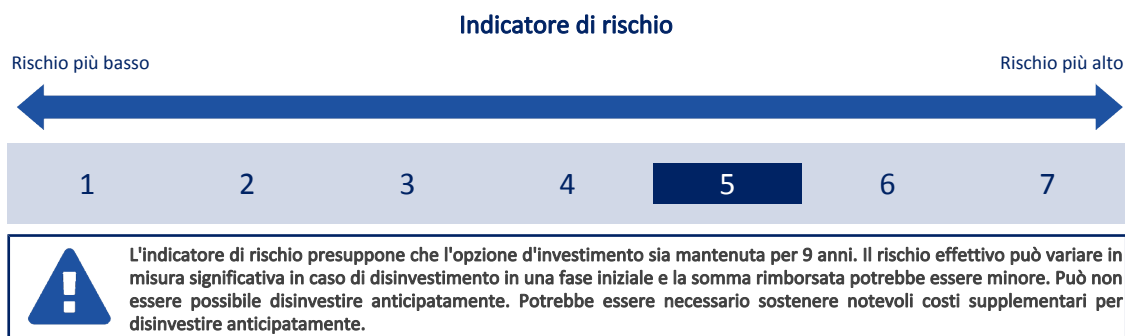 Indicatore di rischio
Rischio più basso
Rischio più alto
1 2 3 4 5 6 7
L'indicatore di rischio presuppone che l'opzione d'investimento sia mantenuta per 9 anni. Il rischio effettivo può variare in
misura significativa in caso di disinvestimento in una fase iniziale e la somma rimborsata potrebbe essere minore. Può non
essere possibile disinvestire anticipatamente. Potrebbe essere necessario sostenere notevoli costi supplementari per
disinvestire anticipatamente.